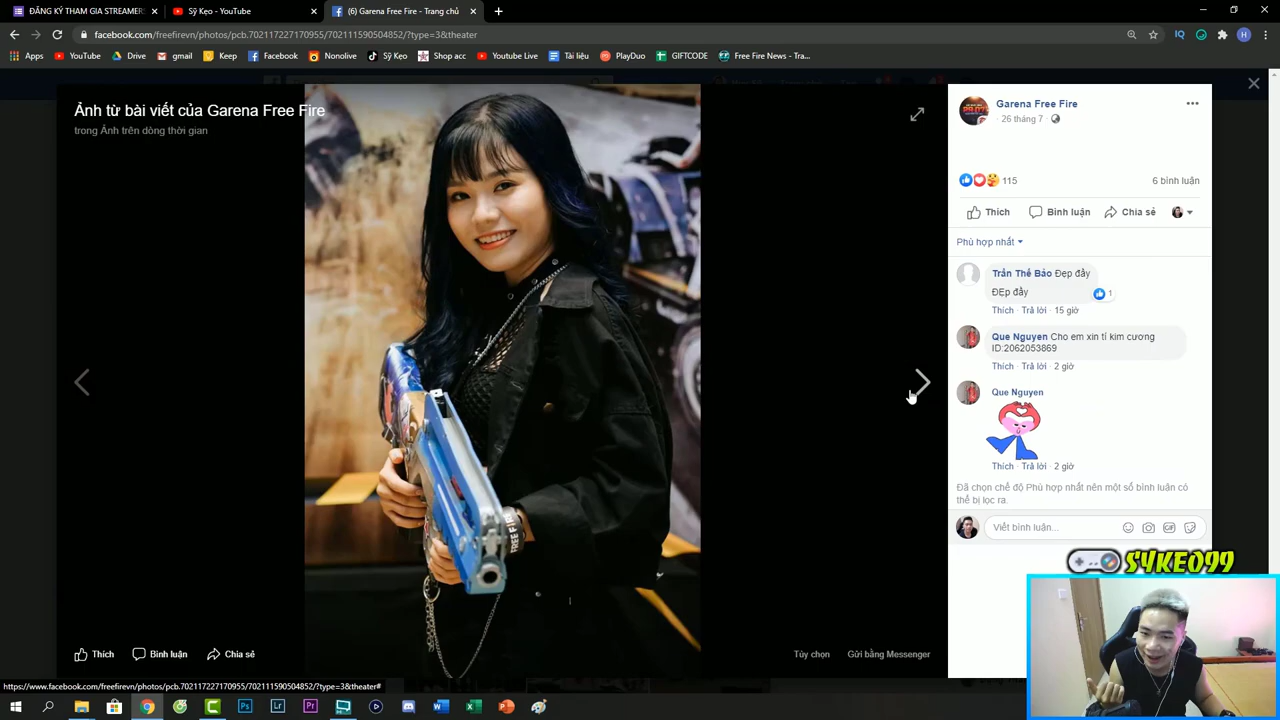 ĐĂNG KÝ THAM GIA STREAMER
Sỹ Kẹo - YouTube
(6) Garena Free Fire - Trang chủ
facebook.com/freefirevn/photos/pcb.702117227170955/702111590504852/?type=3&theater
Apps
YouTube
Drive
gmail
Keep
Facebook
Nonolive
Sỹ Kẹo
Shop acc
Youtube Live
Tài liệu
PlayDuo
GIFTCODE
Free Fire News - Tra...
Ảnh từ bài viết của Garena Free Fire
trong Ảnh trên dòng thời gian
Garena Free Fire
26 tháng 7
115
6 bình luận
Thích
Bình luận
Chia sẻ
Phù hợp nhất
Trần Thế Bảo Đẹp đầy
ĐẸp đầy
1
Thích · Trả lời · 15 giờ
Que Nguyen Cho em xin tí kim cương
ID:2062053869
Thích · Trả lời · 2 giờ
Que Nguyen
Thích · Trả lời · 2 giờ
Đã chọn chế độ Phù hợp nhất nên một số bình luận có
thể bị lọc ra.
Viết bình luận...
SYKEO99
FREE FIRE
Thích
Bình luận
Chia sẻ
Tùy chọn
Gửi bằng Messenger
https://www.facebook.com/freefirevn/photos/pcb.702117227170955/702111590504852/?type=3&theater#